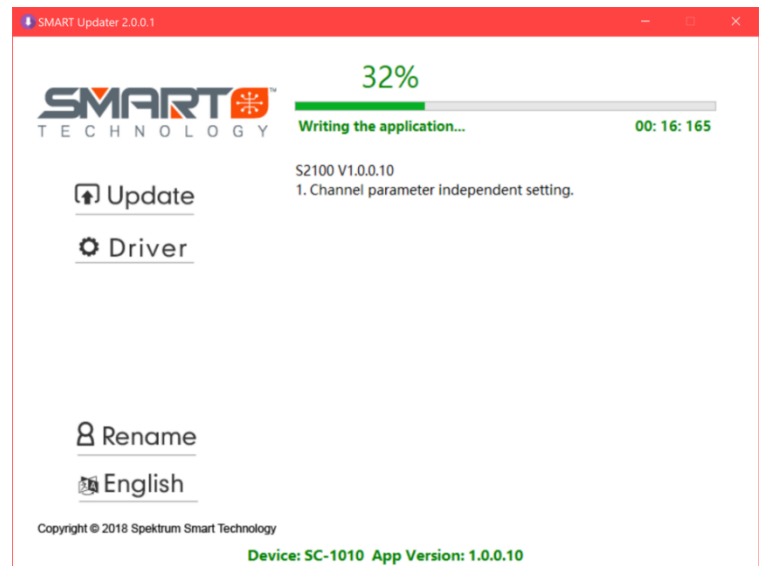 SMART Updater 2.0.0.1
SMART™
TECHNOLOGY
32%
Writing the application...
00: 16: 165
S2100 V1.0.0.10
1. Channel parameter independent setting.
Update
Driver
Rename
English
Copyright © 2018 Spektrum Smart Technology
Device: SC-1010 App Version: 1.0.0.10